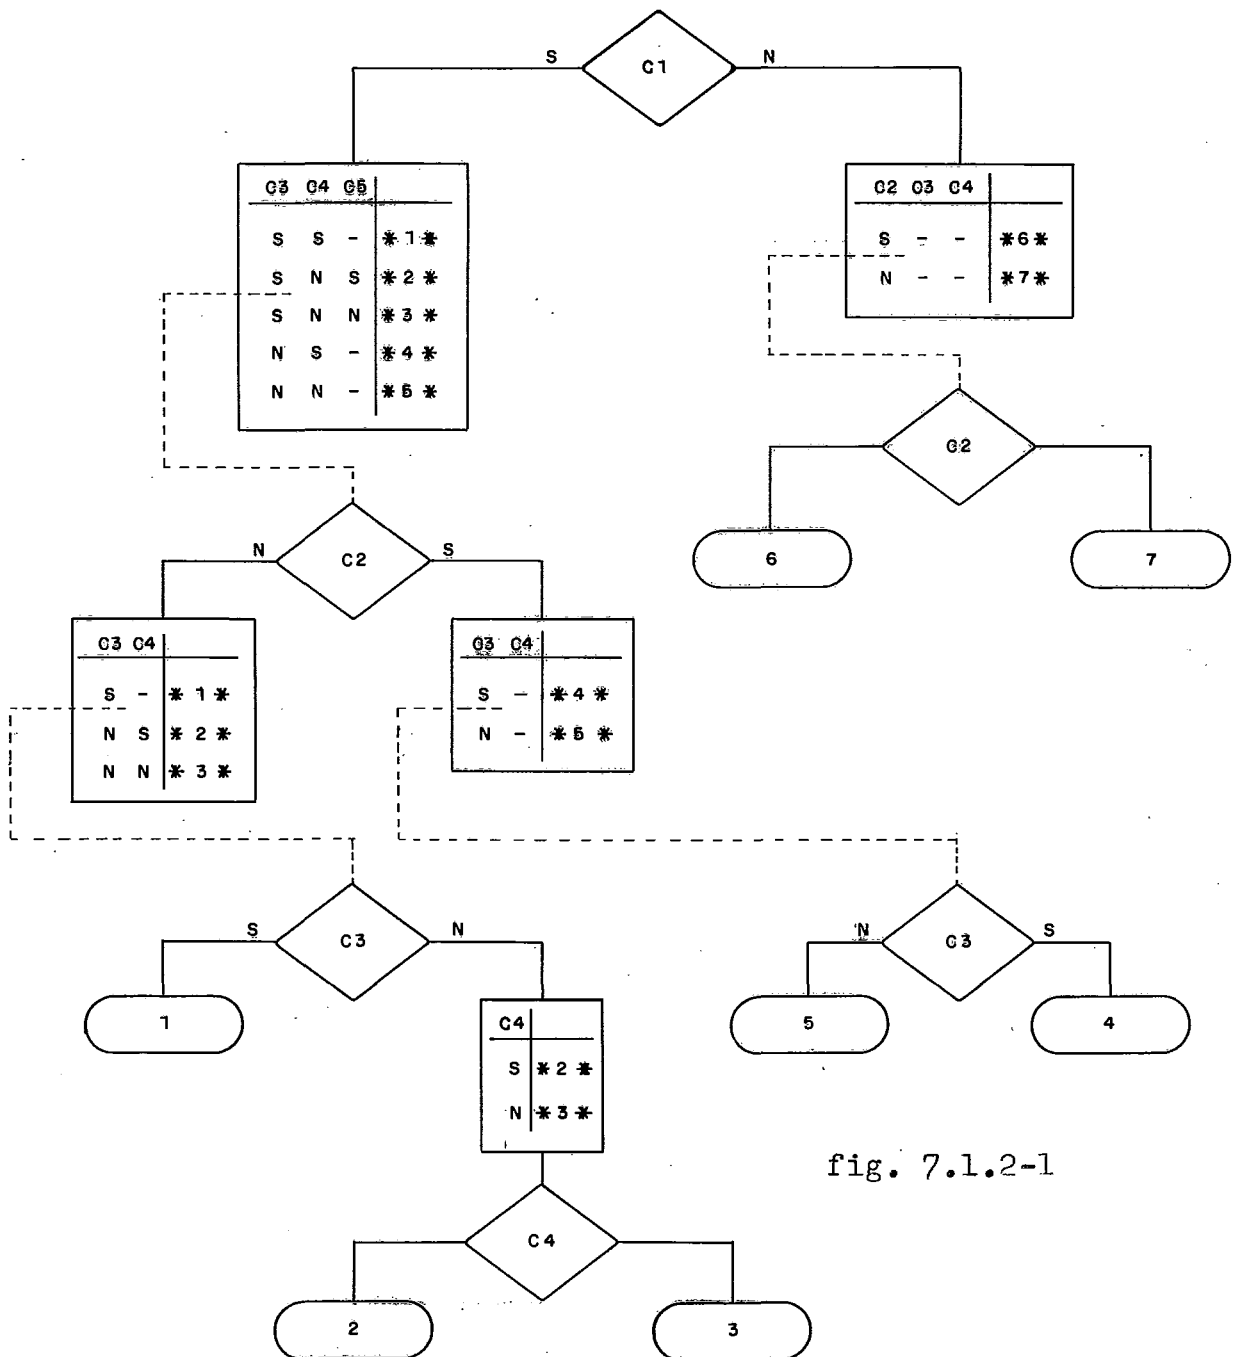 S C1 N
C3 C4 C5
S S - *1*
S N S *2*
S N N *3*
N S - *4*
N N - *5*
C2 C3 C4
S - - *6*
N - - *7*
C2
6 7
N C2 S
C3 C4
S - *1*
N S *2*
N N *3*
C3 C4
S - *4*
N - *5*
S C3 N
N C3 S
1
5 4
C4
S *2*
N *3*
fig. 7.1.2-1
C4
2 3